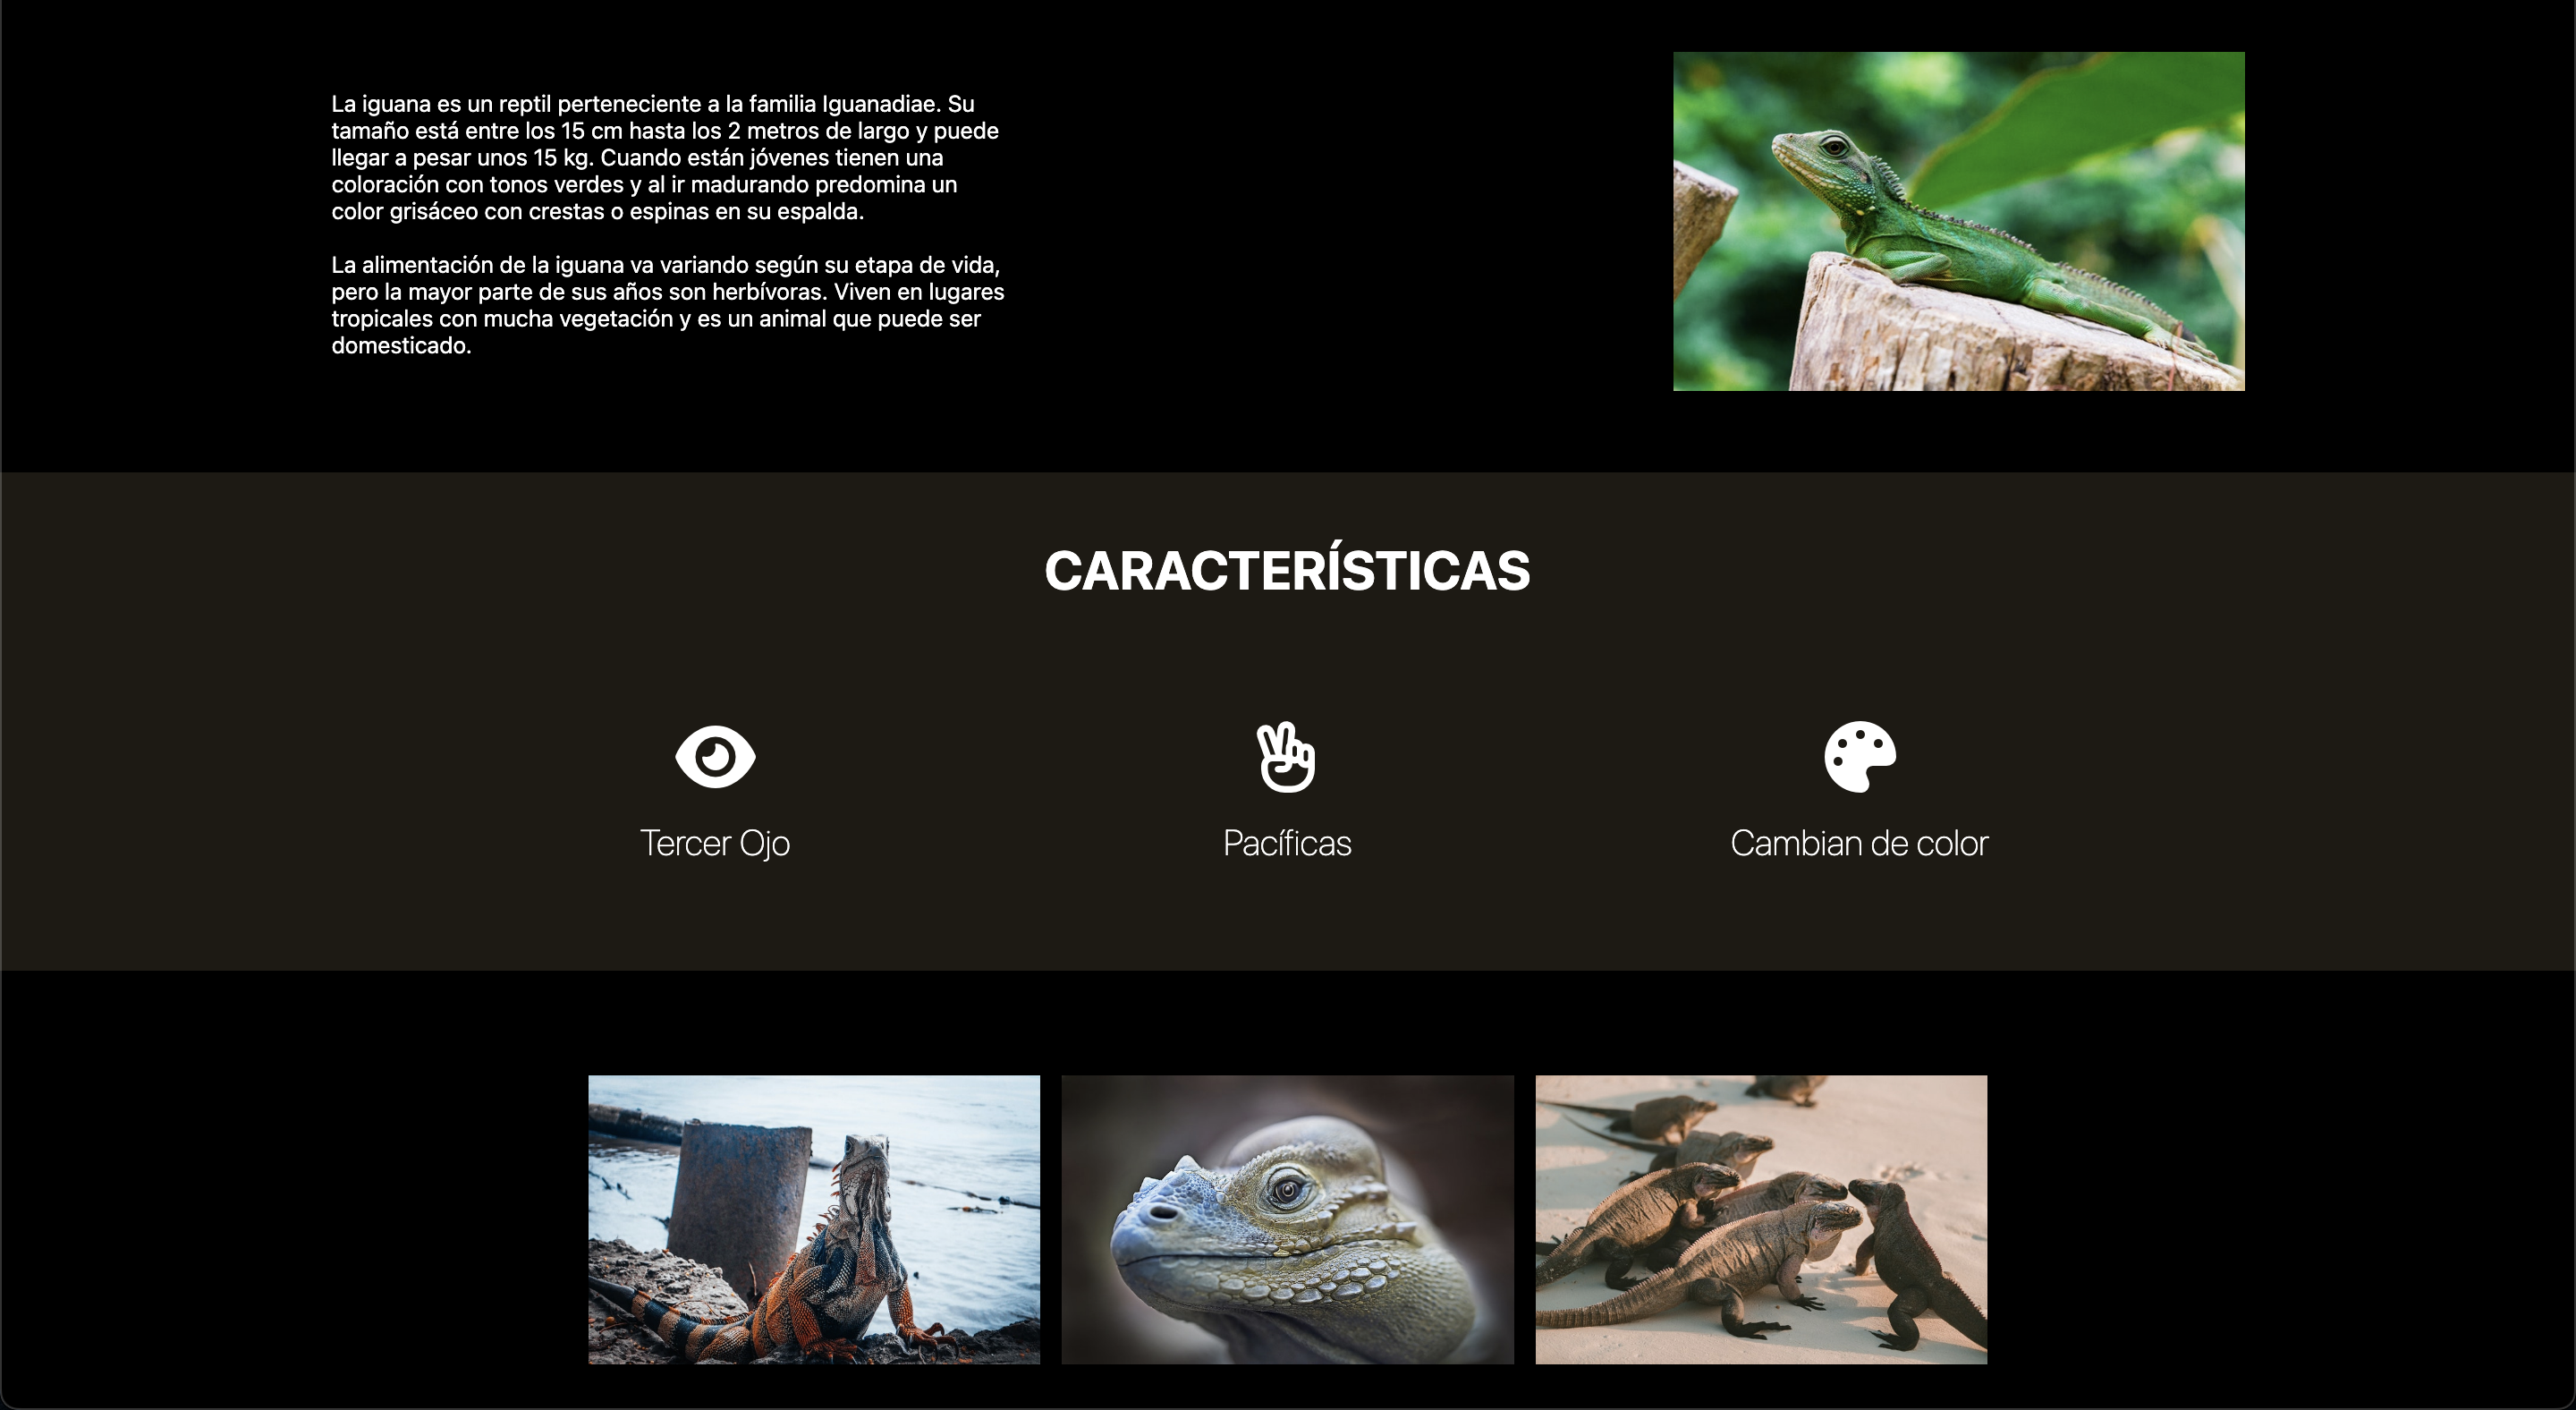 La iguana es un reptil perteneciente a la familia Iguanadiae. Su
tamaño está entre los 15 cm hasta los 2 metros de largo y puede
llegar a pesar unos 15 kg. Cuando están jóvenes tienen una
coloración con tonos verdes y al ir madurando predomina un
color grisáceo con crestas o espinas en su espalda.
La alimentación de la iguana va variando según su etapa de vida,
pero la mayor parte de sus años son herbívoras. Viven en lugares
tropicales con mucha vegetación y es un animal que puede ser
domesticado.
CARACTERÍSTICAS
Tercer Ojo
Pacíficas
Cambian de color